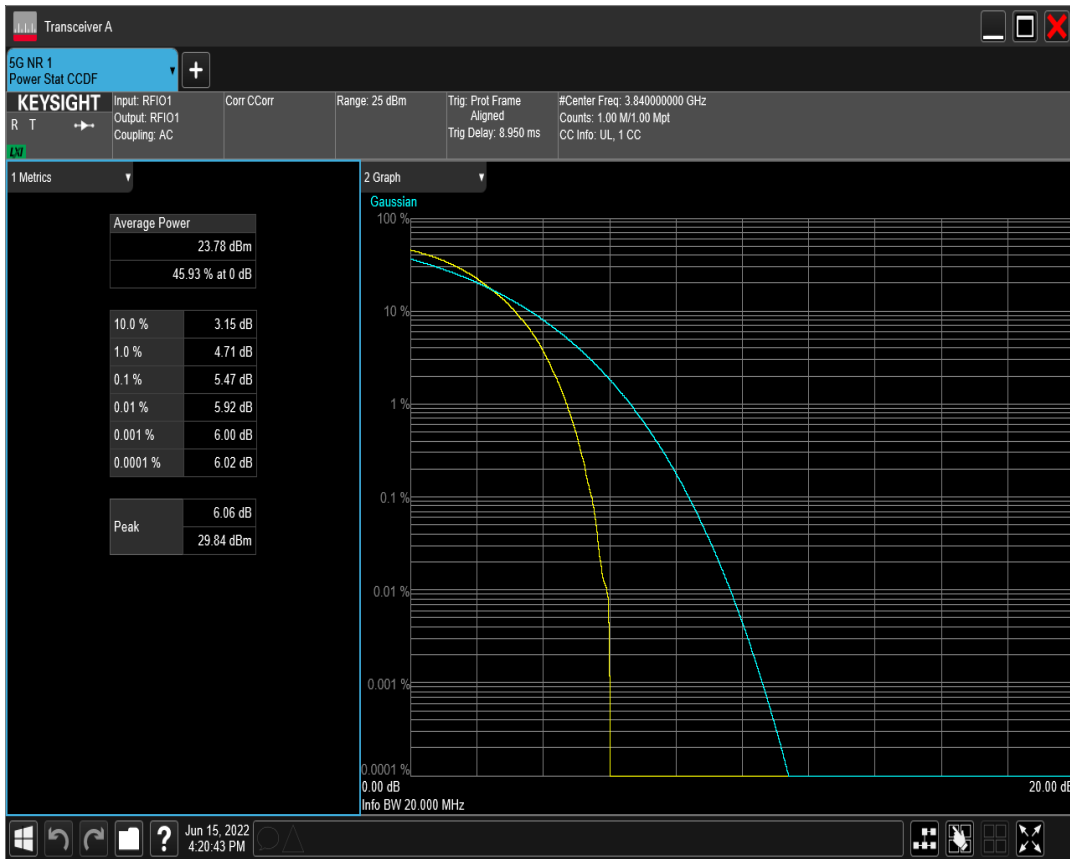 Transceiver A
5G NR 1
Power Stat CCDF
+
KEYSIGHT
R T
LXI
Input: RFIO1
Output: RFIO1
Coupling: AC
Corr CCorr
Range: 25 dBm
Trig: Prot Frame
Aligned
Trig Delay: 8.950 ms
#Center Freq: 3.840000000 GHz
Counts: 1.00 M/1.00 Mpt
CC Info: UL, 1 CC
1 Metrics
Average Power
23.78 dBm
45.93 % at 0 dB
10.0 % 3.15 dB
1.0 % 4.71 dB
0.1 % 5.47 dB
0.01 % 5.92 dB
0.001 % 6.00 dB
0.0001 % 6.02 dB
Peak
6.06 dB
29.84 dBm
2 Graph
Gaussian
100 %
10 %
1 %
0.1 %
0.01 %
0.001 %
0.0001 %
0.00 dB 20.00 dB
Info BW 20.000 MHz
?
Jun 15, 2022
4:20:43 PM